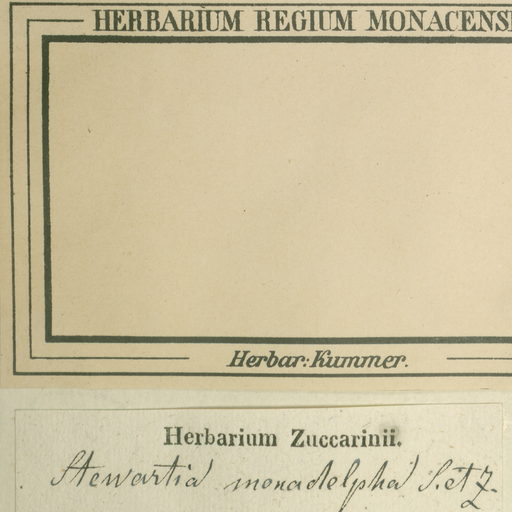 HERBARIUM REGIUM MONACENS
Herbar: Kummer.
Herbarium Zuccarinii.
Stewartia monadelpha S. et Z.